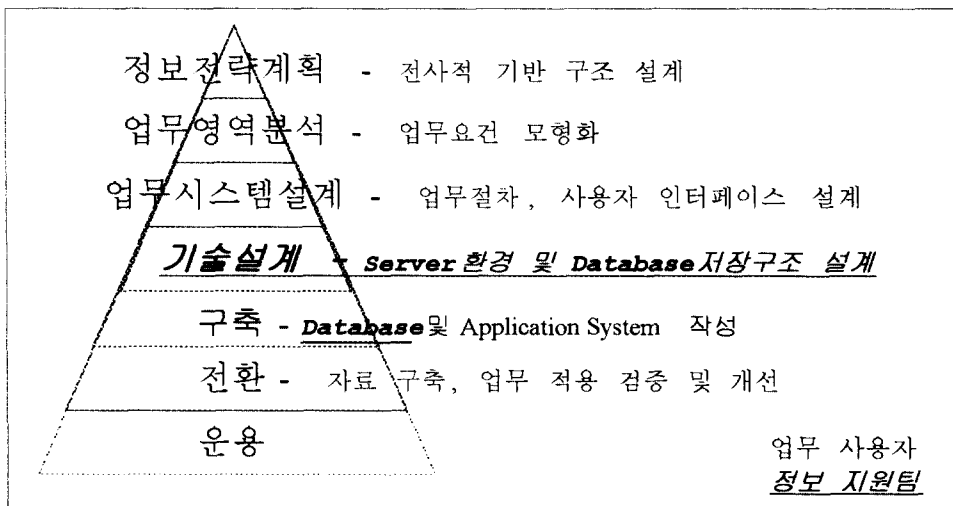 정보전략계획 - 전사적 기반 구조 설계
업무영역분석 - 업무요건 모형화
업무시스템설계 - 업무절차, 사용자 인터페이스 설계
기술설계 - Server환경 및 Database저장구조 설계
구축 - Database및 Application System 작성
전환 - 자료 구축, 업무 적용 검증 및 개선
운용
업무 사용자
정보 지원팀